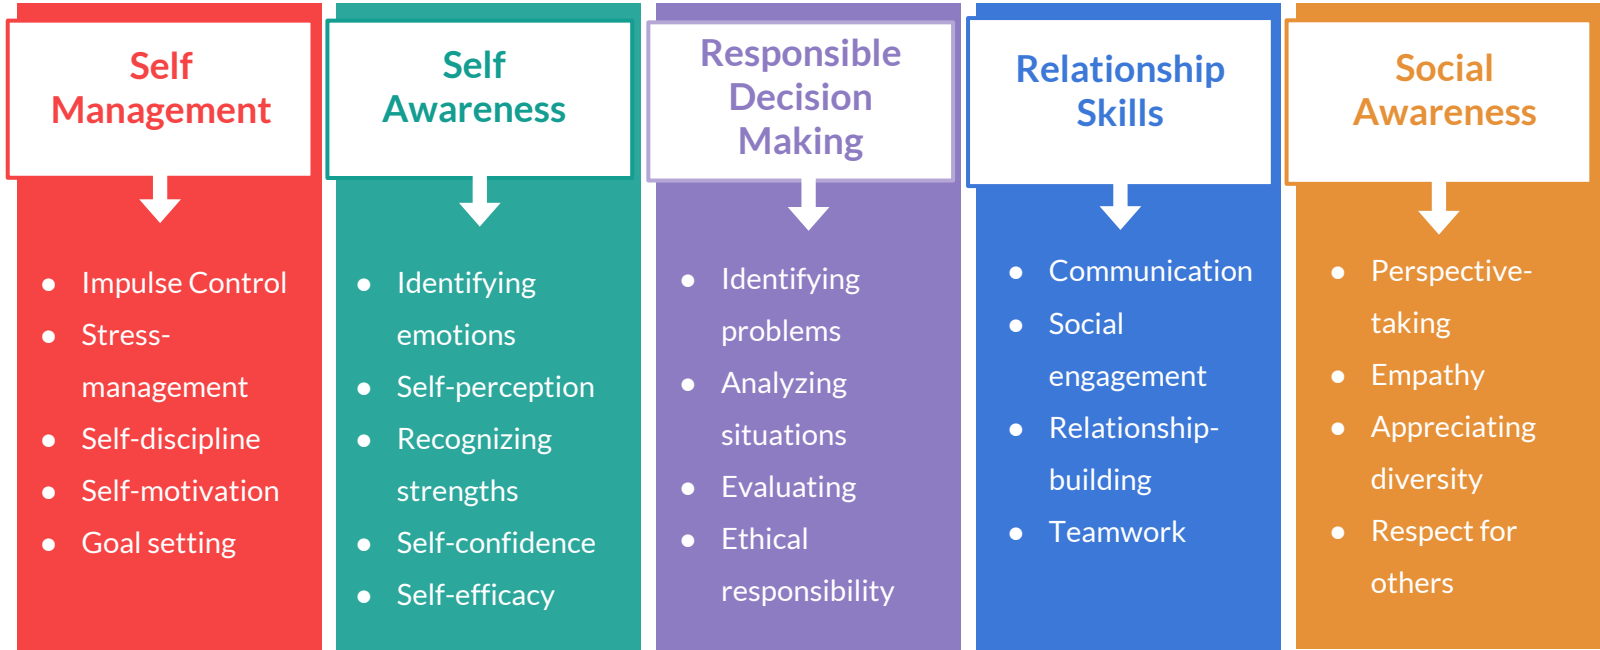 Self
Management
● Impulse Control
● Stress-
management
● Self-discipline
● Self-motivation
● Goal setting
Self
Awareness
● Identifying
emotions
● Self-perception
● Recognizing
strengths
● Self-confidence
● Self-efficacy
Responsible
Decision
Making
● Identifying
problems
● Analyzing
situations
● Evaluating
● Ethical
responsibility
Relationship
Skills
● Communication
● Social
engagement
● Relationship-
building
● Teamwork
Social
Awareness
● Perspective-
taking
● Empathy
● Appreciating
diversity
● Respect for
others